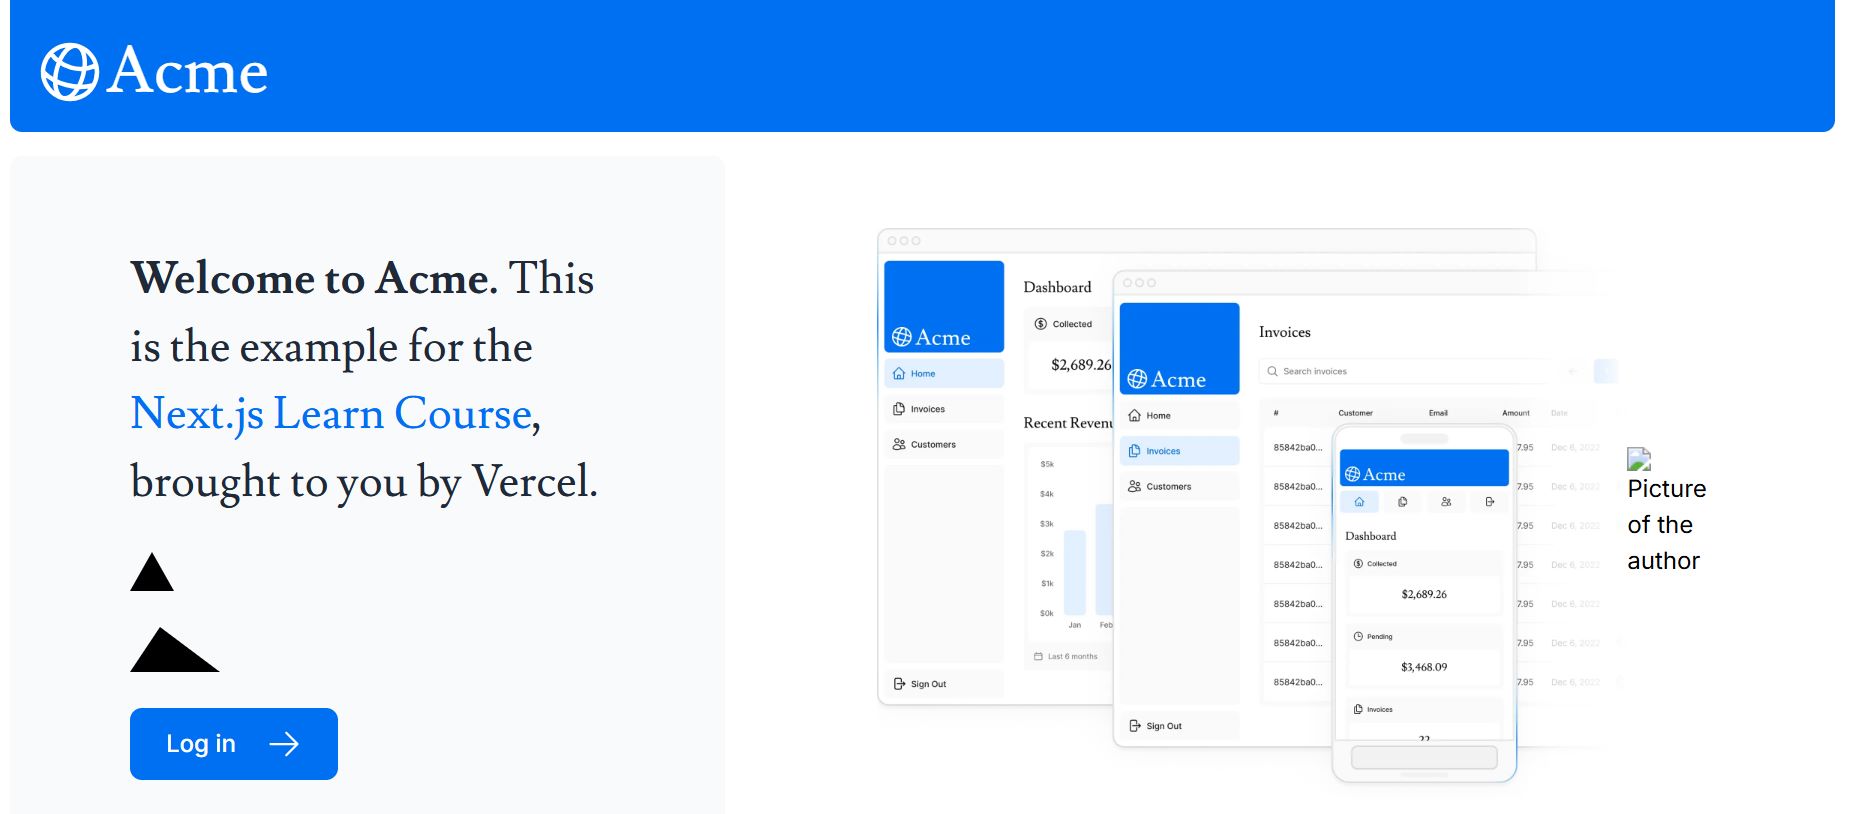 Acme
Welcome to Acme. This
is the example for the
Next.js Learn Course,
brought to you by Vercel.
Log in
Acme
Home
Invoices
Customers
Sign Out
Dashboard
Collected
$2,689.26
Recent Revenu
$5k
$4k
$3k
$2k
$1k
$0k
Jan Feb
Last 6 months
Acme
Home
Invoices
Customers
Sign Out
Invoices
Search invoices
# Customer Email Amount Date
85842ba0... 7.95 Dec 6, 2022
85842ba0... 7.95 Dec 6, 2022
85842ba0... 7.95 Dec 6, 2022
85842ba0... 7.95 Dec 6, 2022
85842ba0... 7.95 Dec 6, 2022
85842ba0... 7.95 Dec 6, 2022
85842ba0... 7.95 Dec 6, 2022
Acme
Dashboard
Collected
$2,689.26
Pending
$3,468.09
Invoices
22
Picture
of the
author